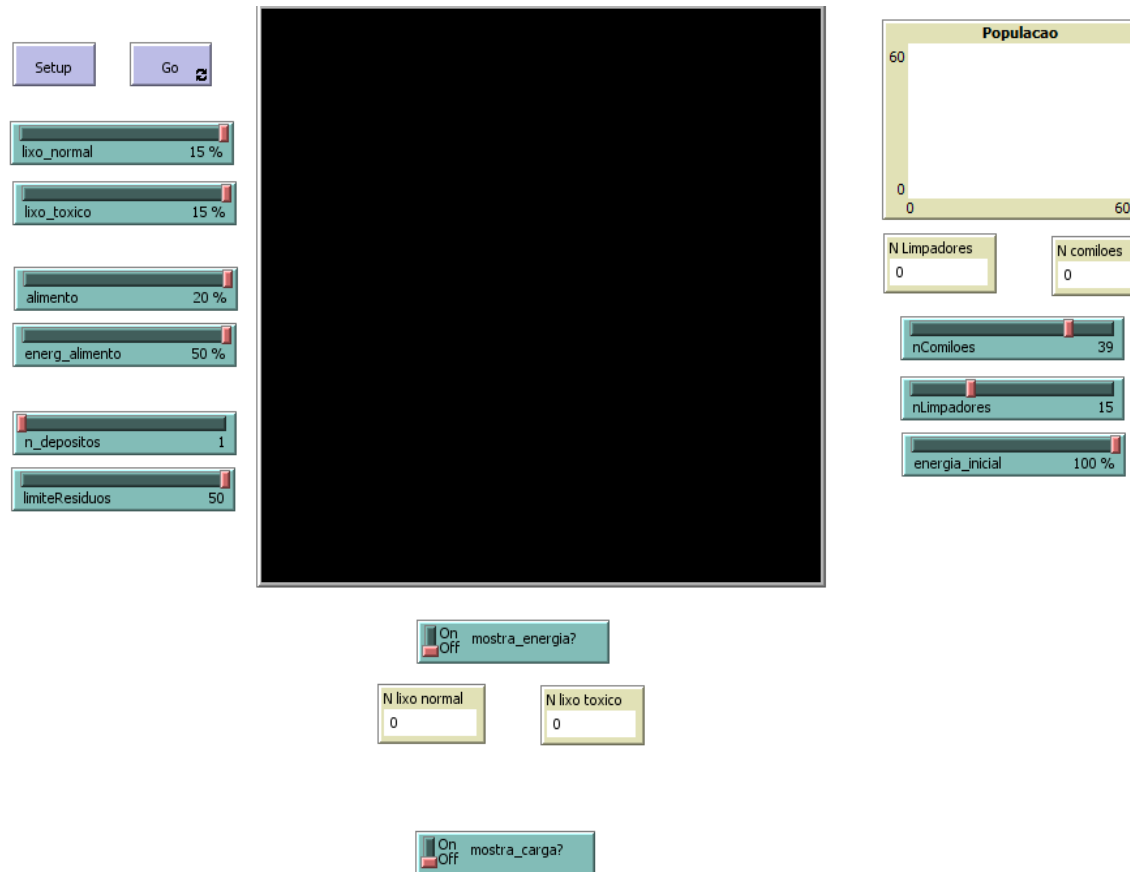 Setup
Go
lixo_normal 15 %
lixo_toxico 15 %
alimento 20 %
energ_alimento 50 %
n_depositos 1
limiteResiduos 50
On
Off
mostra_energia?
N lixo normal
0
N lixo toxico
0
On
Off
mostra_carga?
Populacao
60
0
0 60
N Limpadores
0
N comiloes
0
nComiloes 39
nLimpadores 15
energia_inicial 100 %